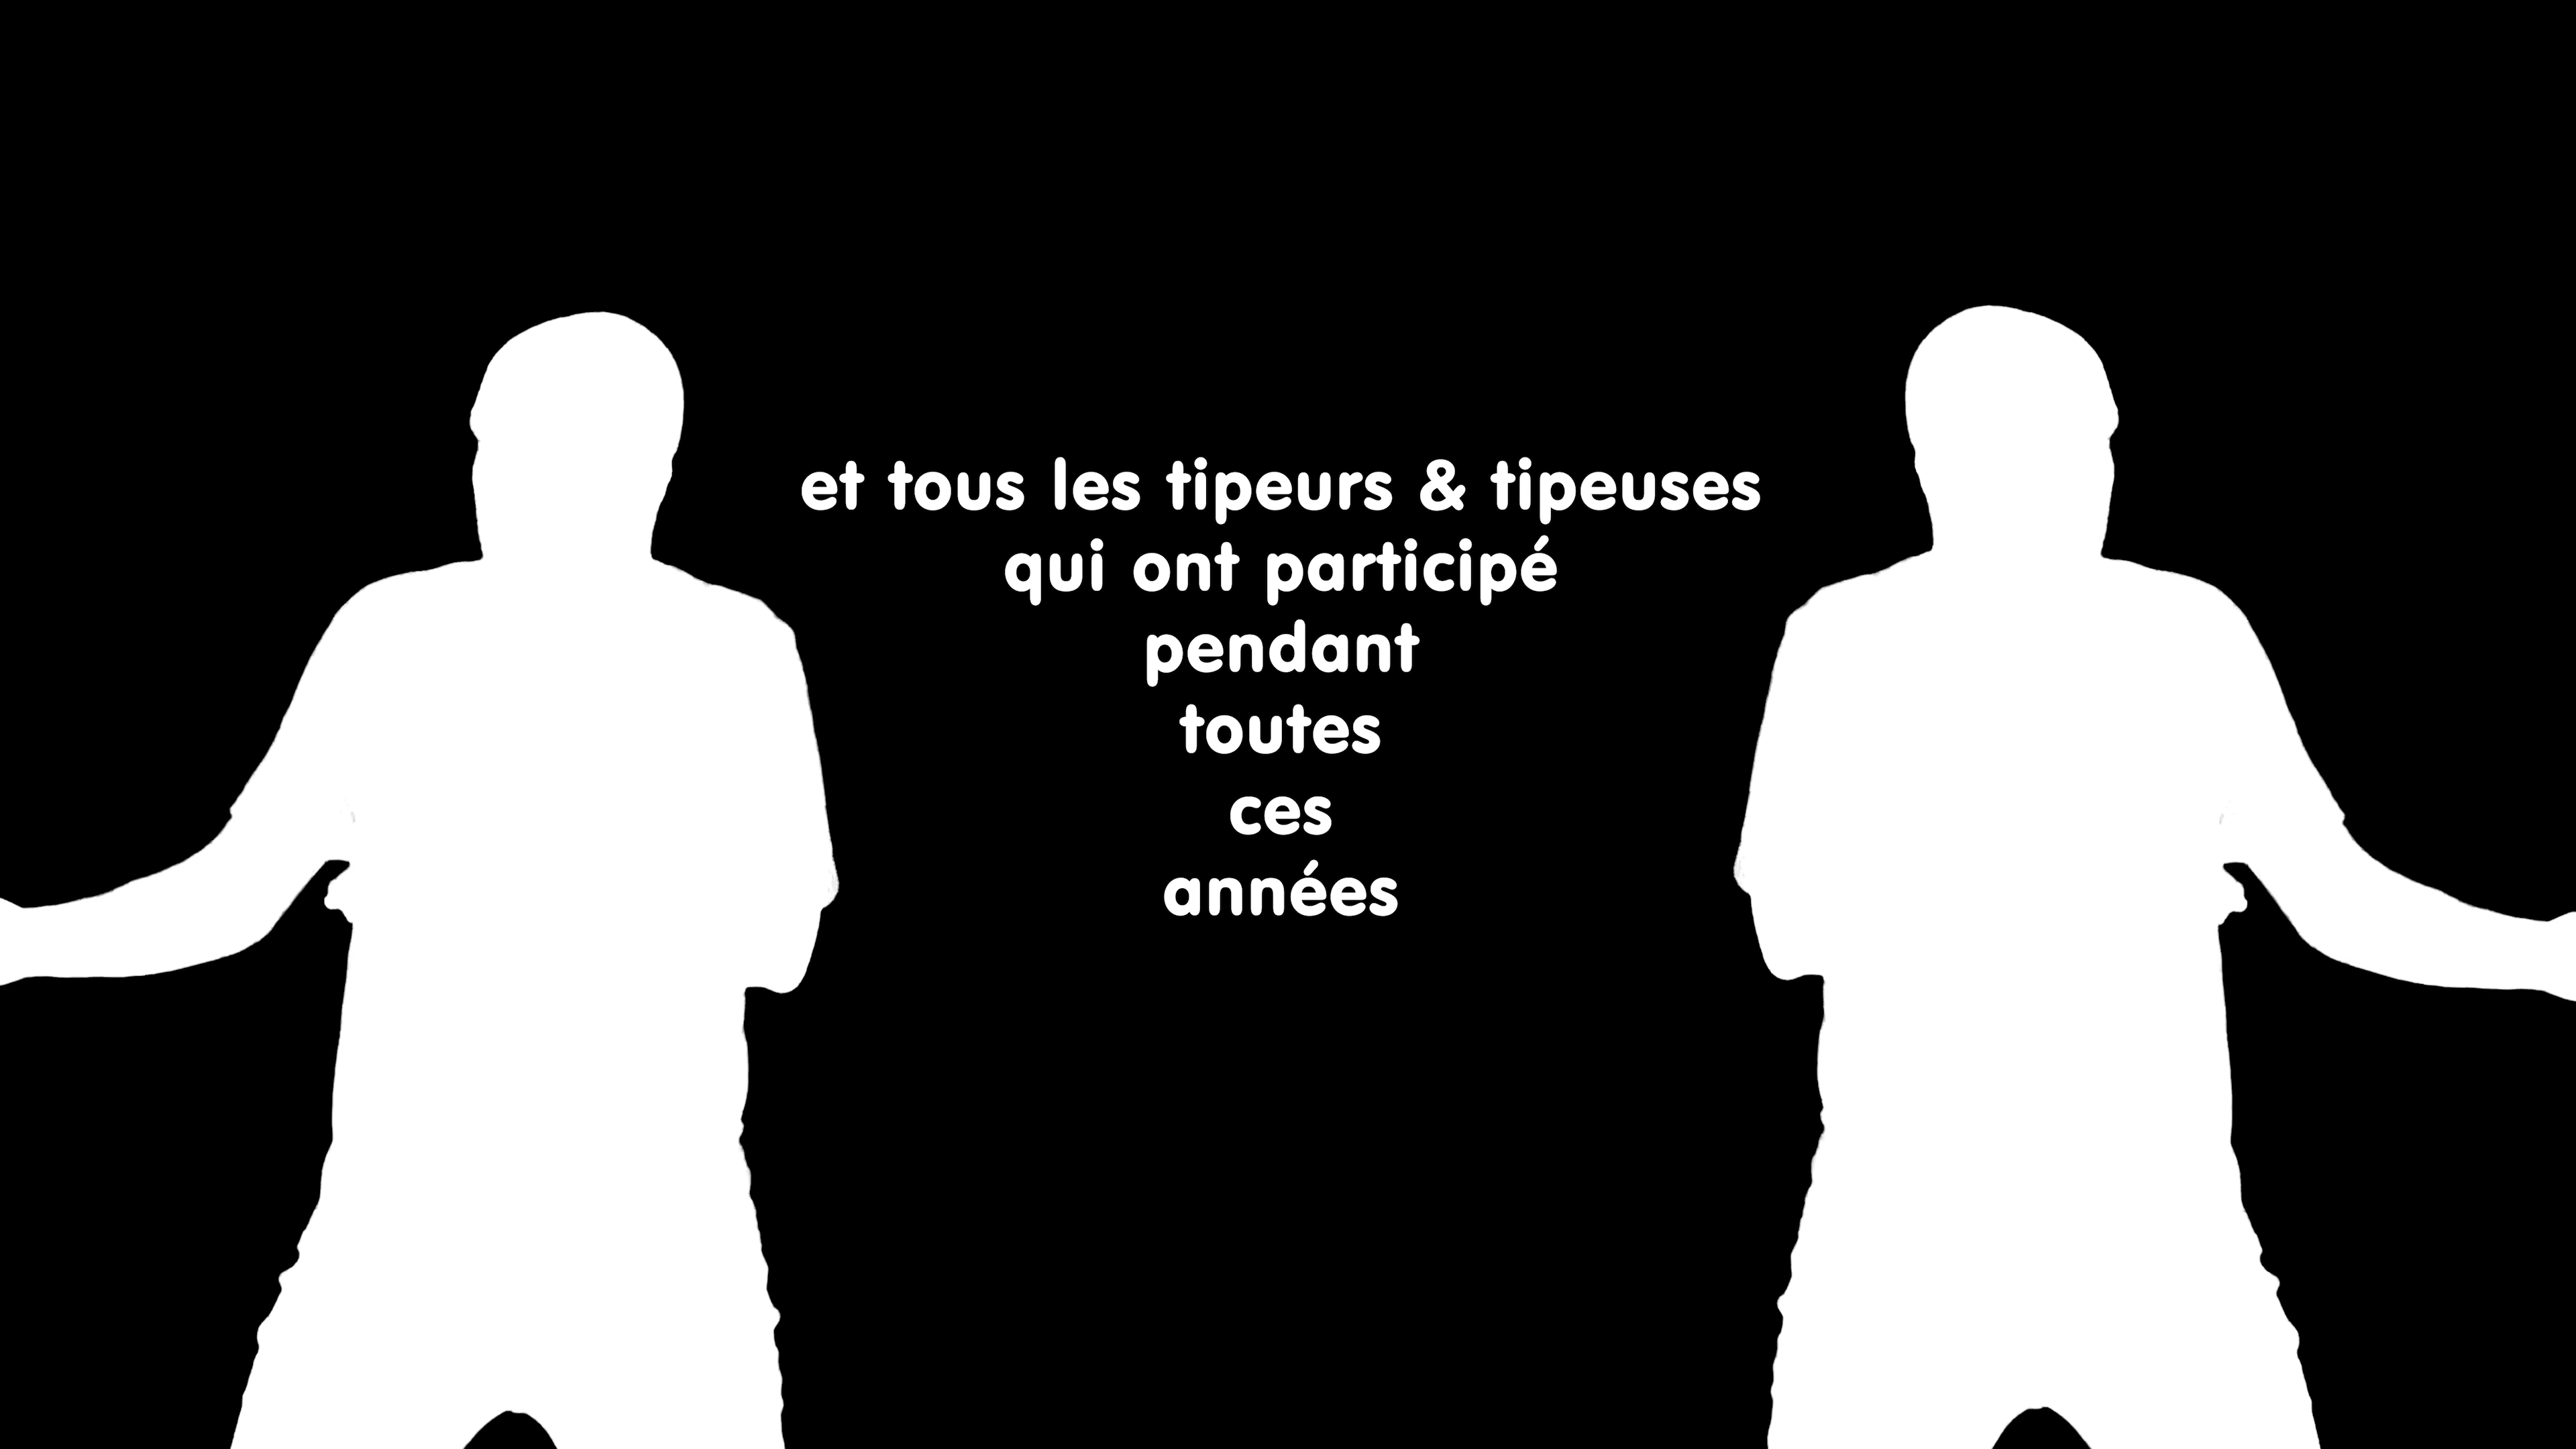 et tous les tipeurs & tipeuses
qui ont participé
pendant
toutes
ces
années